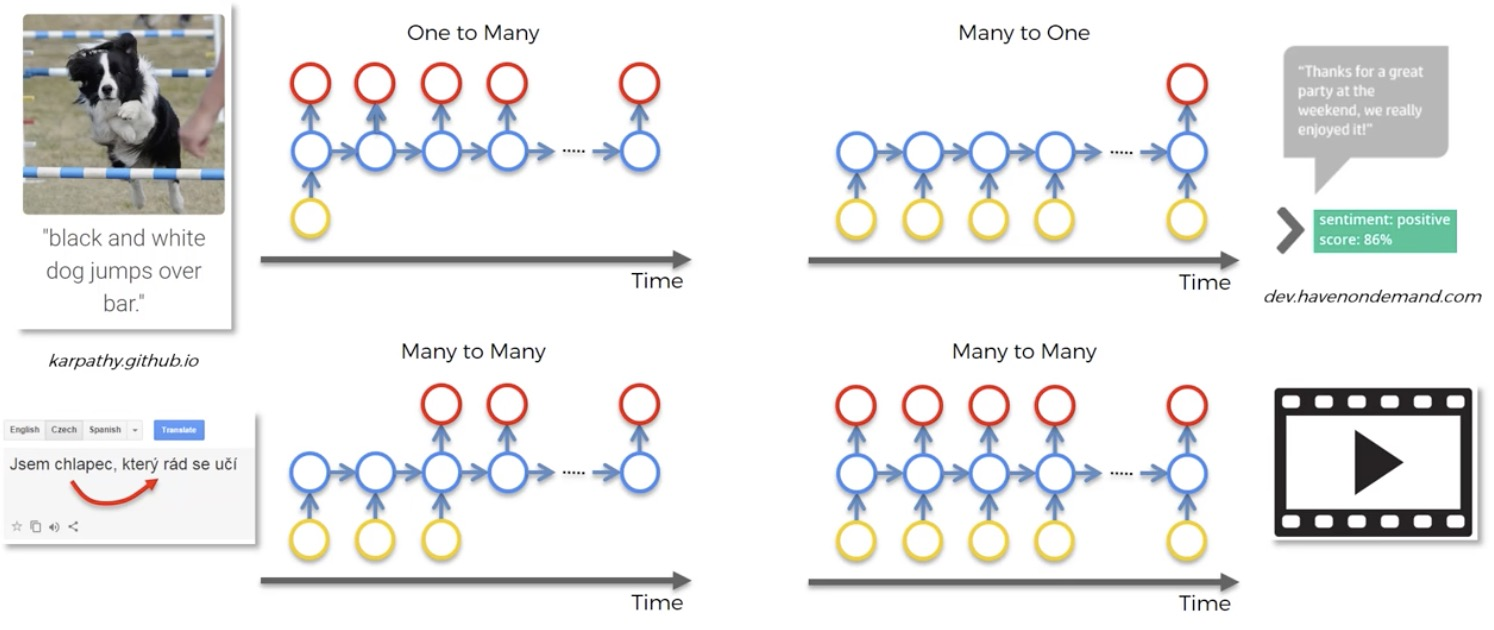 One to Many
"black and white
dog jumps over
bar."
Time
karpathy.github.io
Many to One
.....
.....
"Thanks for a great
party at the
weekend, we really
enjoyed it!"
sentiment: positive
score: 86%
Time
dev.havenondemand.com
Many to Many
English Czech Spanish Translate
Jsem chlapec, který rád se učí
.....
Time
Many to Many
.....
Time